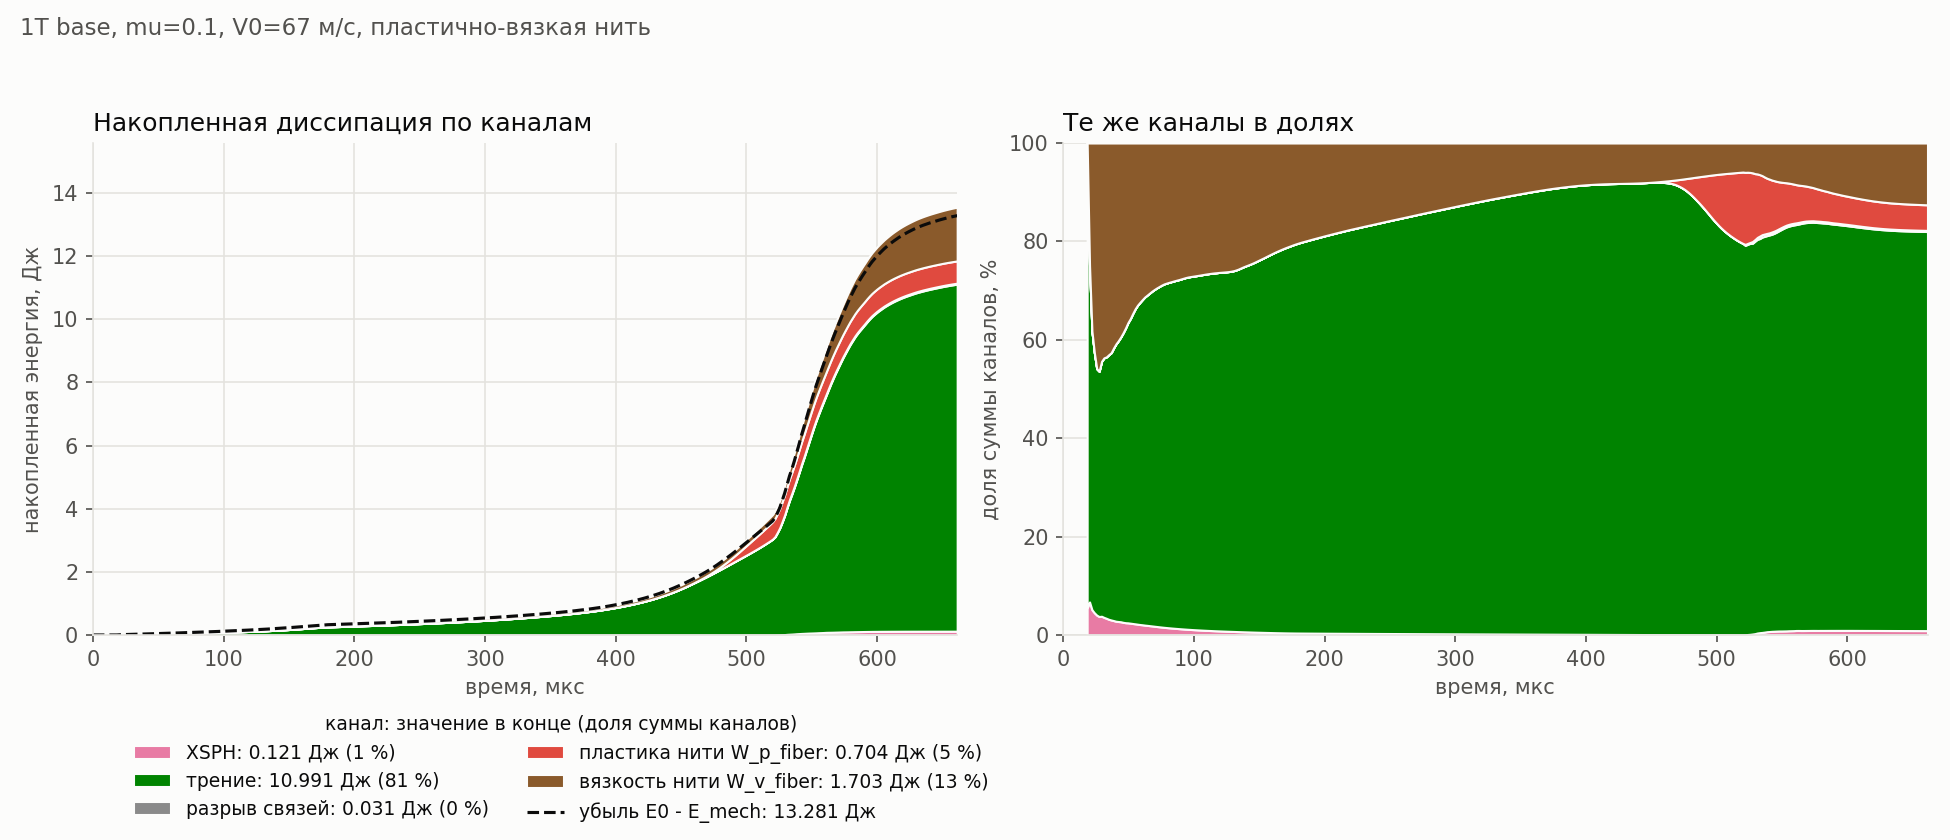 1T base, mu=0.1, V0=67 м/с, пластично-вязкая нить
Накопленная диссипация по каналам
накопленная энергия, Дж
14
12
10
8
6
4
2
0
0 100 200 300 400 500 600
время, мкс
Те же каналы в долях
доля суммы каналов, %
100
80
60
40
20
0
0 100 200 300 400 500 600
время, мкс
канал: значение в конце (доля суммы каналов)
XSPH: 0.121 Дж (1 %)
трение: 10.991 Дж (81 %)
разрыв связей: 0.031 Дж (0 %)
пластика нити W_p_fiber: 0.704 Дж (5 %)
вязкость нити W_v_fiber: 1.703 Дж (13 %)
убыль E0 - E_mech: 13.281 Дж